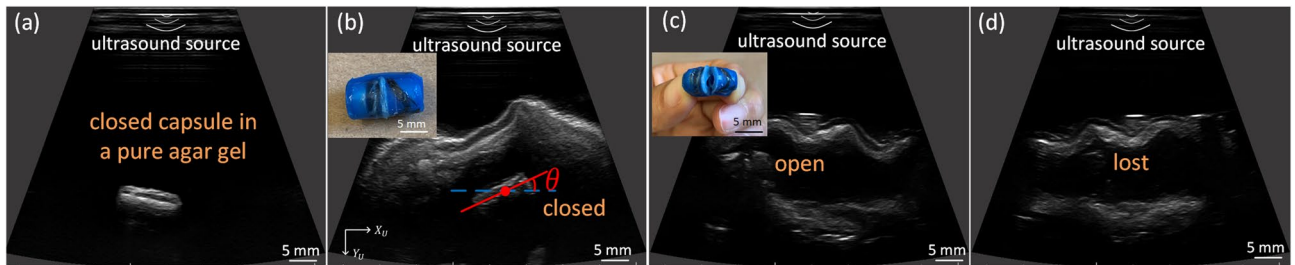 (a)
ultrasound source
closed capsule in
a pure agar gel
5 mm
(b)
ultrasound source
5 mm
θ
closed
X_U
Y_U
5 mm
(c)
ultrasound source
5 mm
open
5 mm
(d)
ultrasound source
lost
5 mm